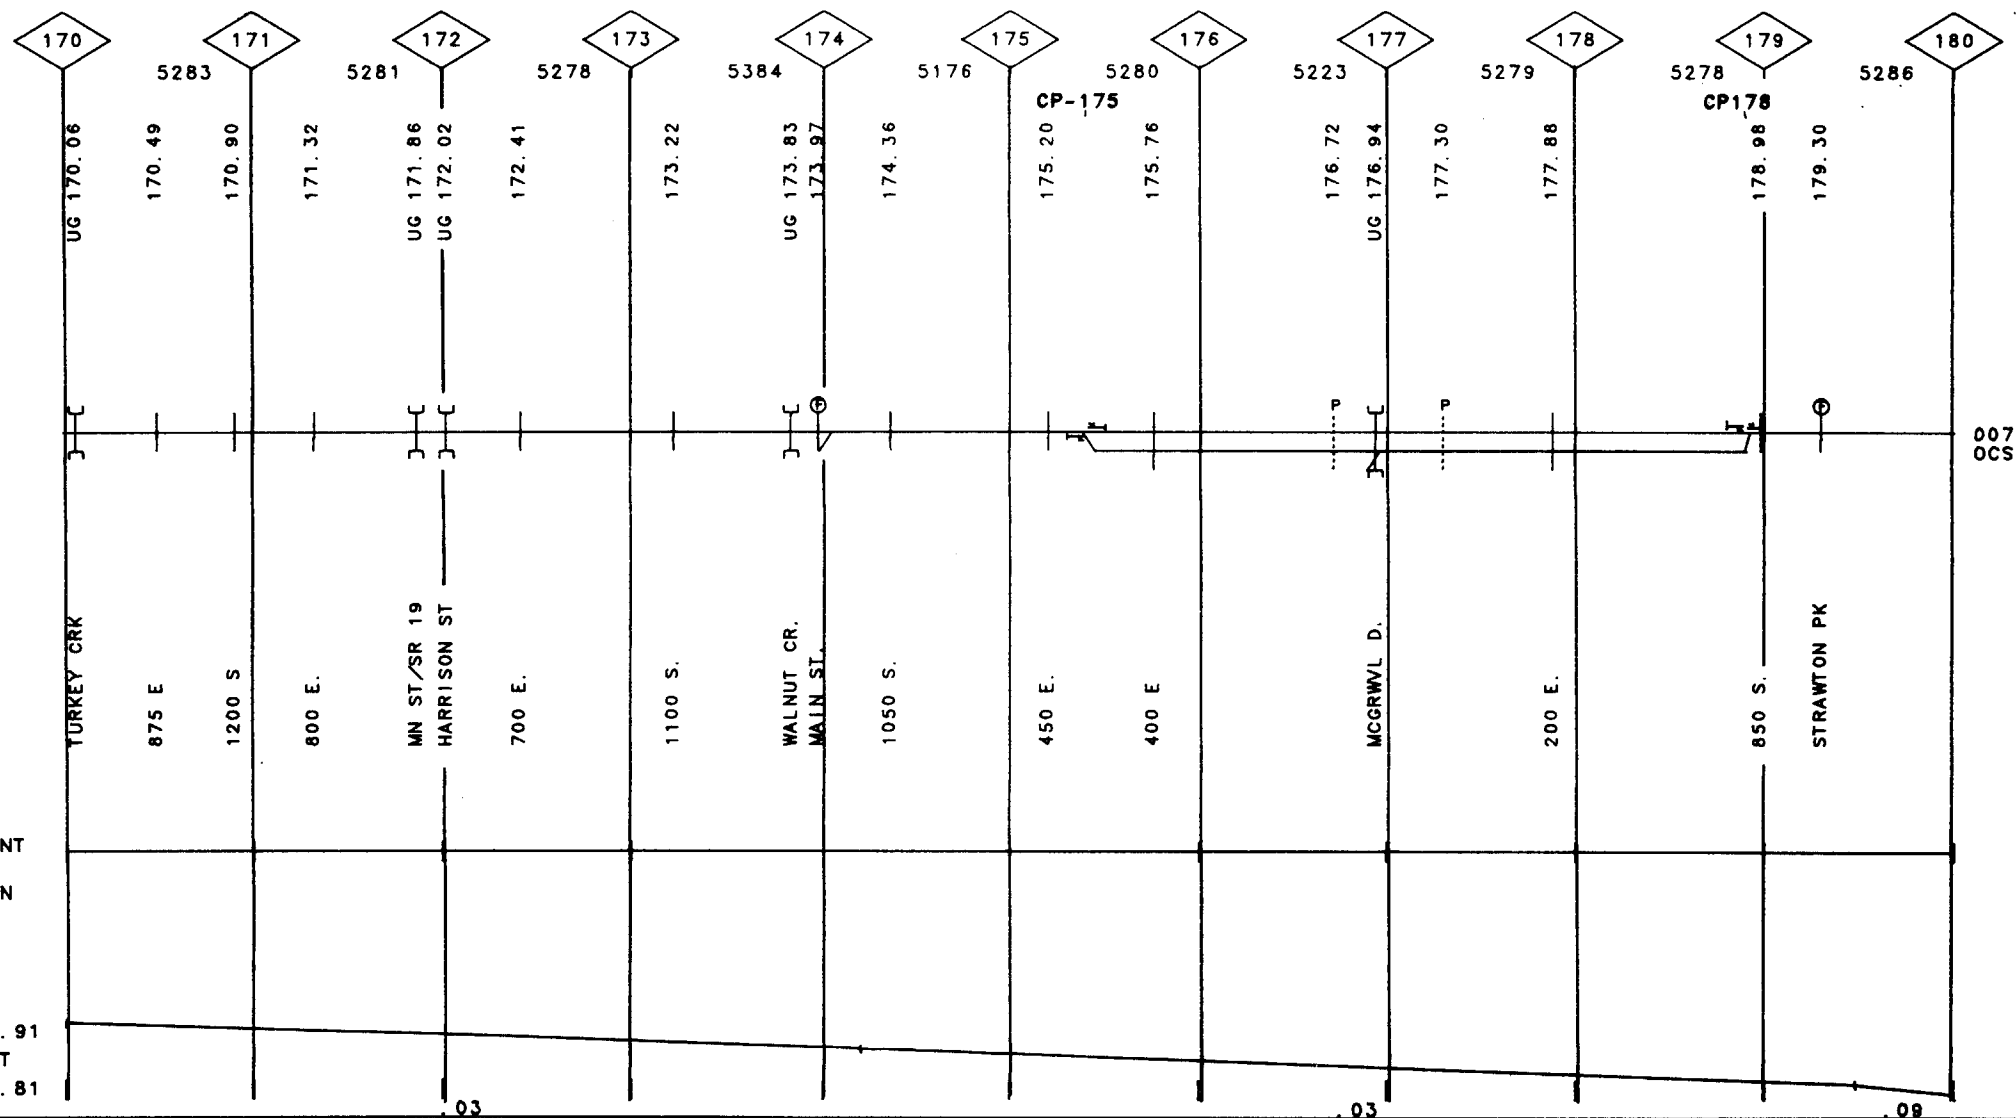 170 171 172 173 174 175 176 177 178 179 180
5283 5281 5278 5384 5176 5280 5223 5279 5278 5286
CP-175 CP178
UG 170.06
170.49
170.90
171.32
UG 171.86
UG 172.02
172.41
173.22
UG 173.83
173.97
174.36
175.20
175.76
176.72
UG 176.94
177.30
177.88
178.98
179.30
P P
007
OCS
TURKEY CRK
875 E
1200 S
800 E.
MN ST/SR 19
HARRISON ST
700 E.
1100 S.
WALNUT CR.
MAIN ST.
1050 S.
450 E.
400 E
MCGRWVL D.
200 E.
850 S.
STRAWTON PK
NT
N
.91
T
.81
.03 .03 .09